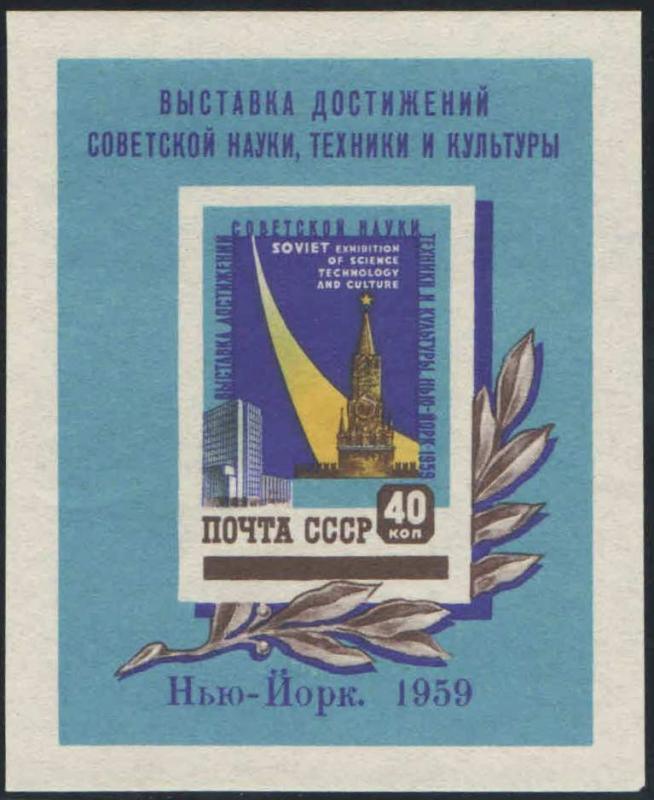 ВЫСТАВКА ДОСТИЖЕНИЙ
СОВЕТСКОЙ НАУКИ, ТЕХНИКИ И КУЛЬТУРЫ
ВЫСТАВКА ДОСТИЖЕНИЙ
СОВЕТСКОЙ НАУКИ
ТЕХНИКИ И КУЛЬТУРЫ НЬЮ-ЙОРК 1959
SOVIET EXHIBITION
OF SCIENCE
TECHNOLOGY
AND CULTURE
ПОЧТА СССР
40
КОП
Нью-Йорк. 1959